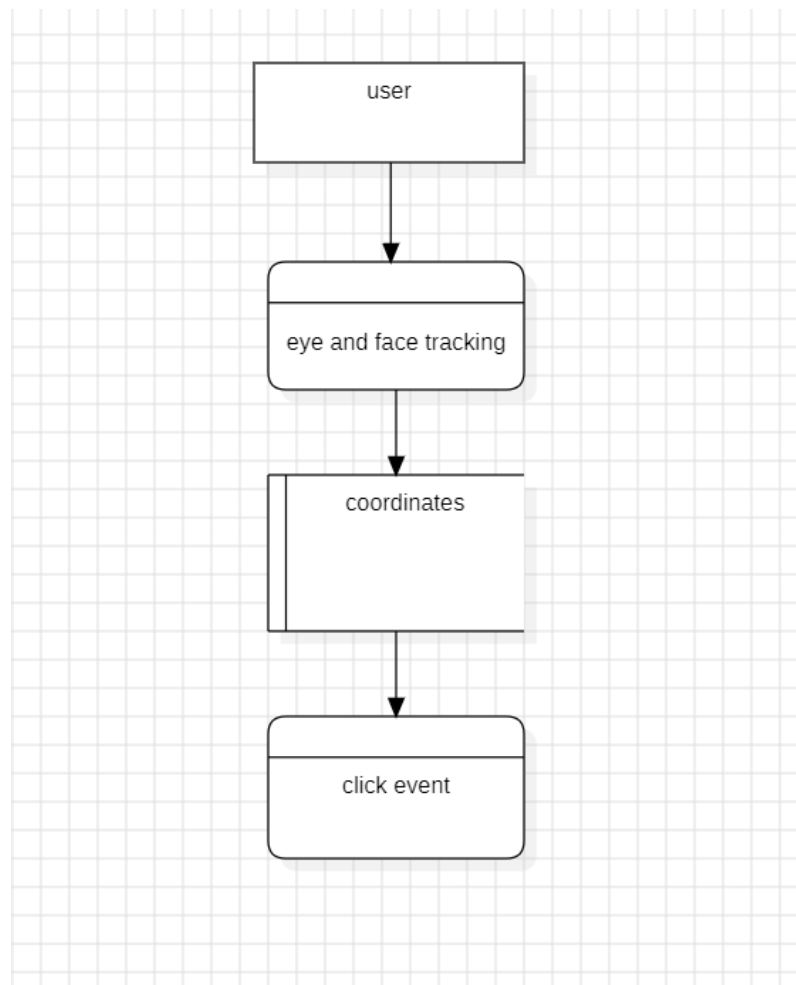 user
eye and face tracking
coordinates
click event